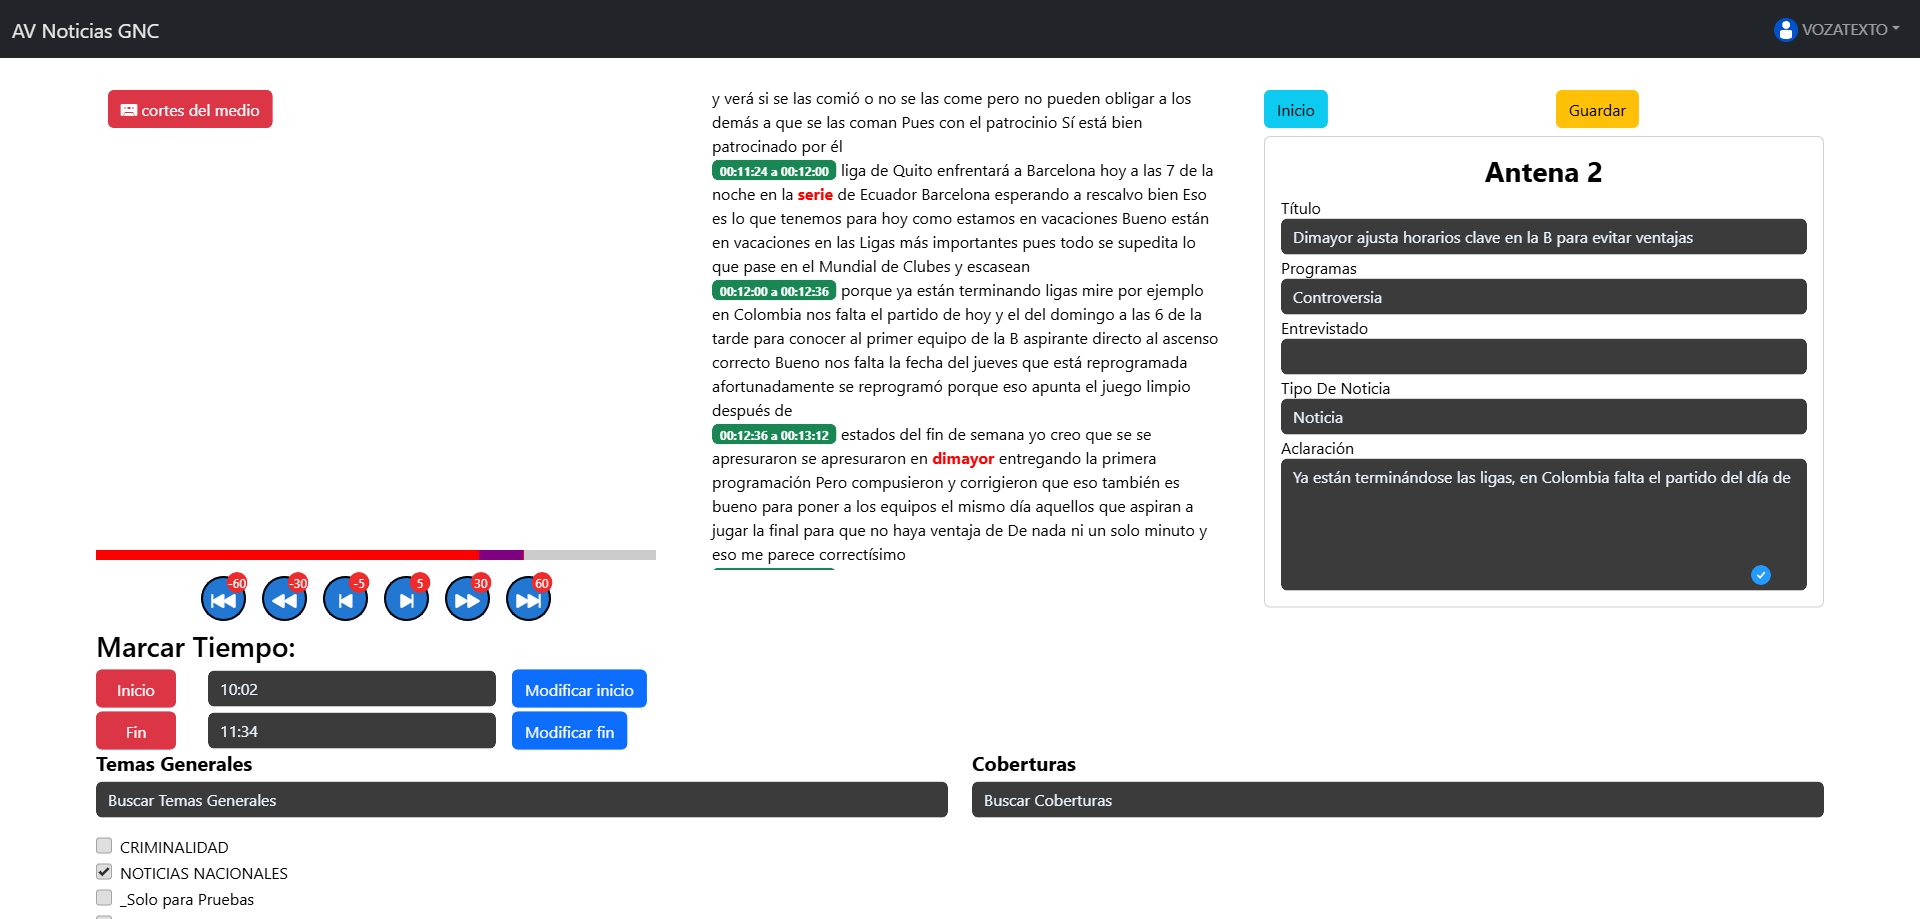 AV Noticias GNC
VOZATEXTO
cortes del medio
-60
-30
-5
5
30
60
Marcar Tiempo:
Inicio
10:02
Modificar inicio
Fin
11:34
Modificar fin
y verá si se las comió o no se las come pero no pueden obligar a los
demás a que se las coman Pues con el patrocinio Sí está bien
patrocinado por él
00:11:24 a 00:12:00 liga de Quito enfrentará a Barcelona hoy a las 7 de la
noche en la serie de Ecuador Barcelona esperando a rescalvo bien Eso
es lo que tenemos para hoy como estamos en vacaciones Bueno están
en vacaciones en las Ligas más importantes pues todo se supedita lo
que pase en el Mundial de Clubes y escasean
00:12:00 a 00:12:36 porque ya están terminando ligas mire por ejemplo
en Colombia nos falta el partido de hoy y el del domingo a las 6 de la
tarde para conocer al primer equipo de la B aspirante directo al ascenso
correcto Bueno nos falta la fecha del jueves que está reprogramada
afortunadamente se reprogramó porque eso apunta el juego limpio
después de
00:12:36 a 00:13:12 estados del fin de semana yo creo que se se
apresuraron se apresuraron en dimayor entregando la primera
programación Pero compusieron y corrigieron que eso también es
bueno para poner a los equipos el mismo día aquellos que aspiran a
jugar la final para que no haya ventaja de De nada ni un solo minuto y
eso me parece correctísimo
Inicio
Guardar
Antena 2
Título
Dimayor ajusta horarios clave en la B para evitar ventajas
Programas
Controversia
Entrevistado
Tipo De Noticia
Noticia
Aclaración
Ya están terminándose las ligas, en Colombia falta el partido del día de
Temas Generales
Buscar Temas Generales
CRIMINALIDAD
NOTICIAS NACIONALES
_Solo para Pruebas
Coberturas
Buscar Coberturas